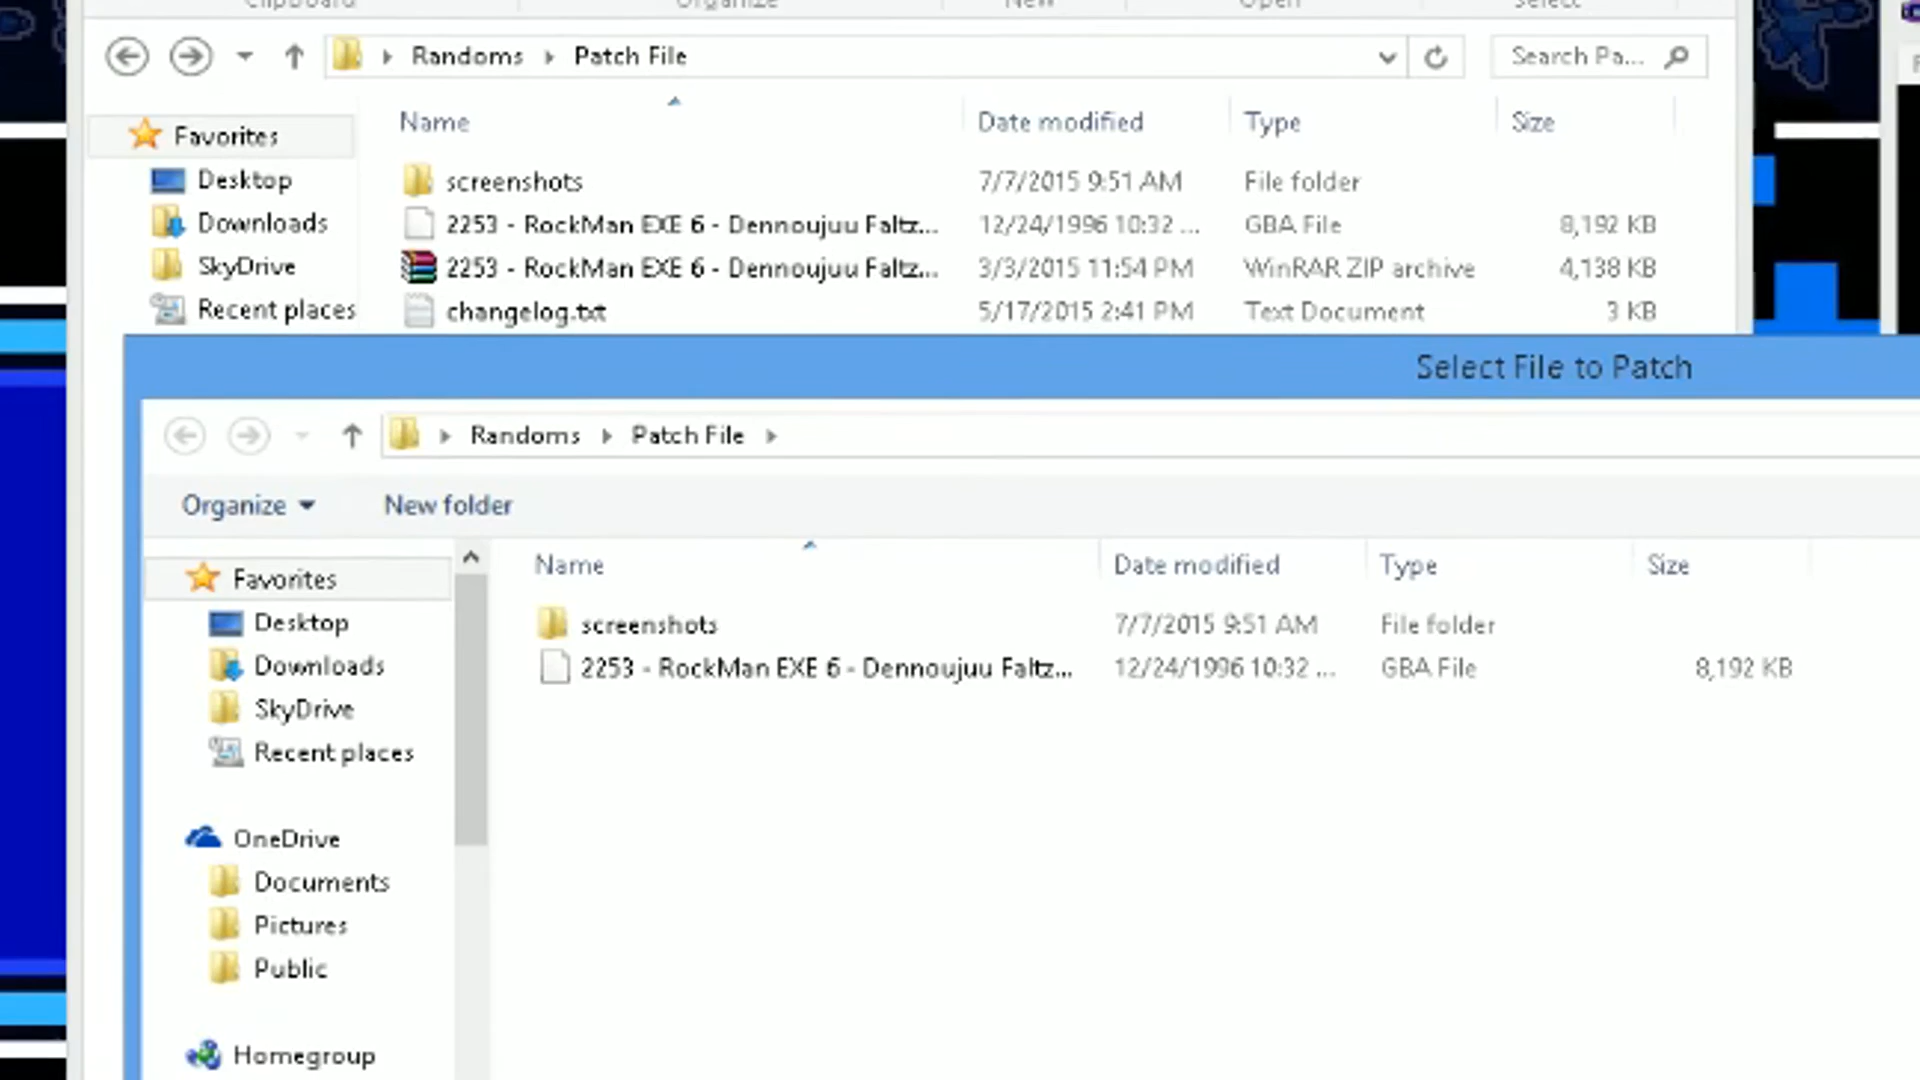 Clipboard Organize New Open Select
Randoms Patch File Search Pa...
Name Date modified Type Size
Favorites
Desktop
Downloads
SkyDrive
Recent places
screenshots 7/7/2015 9:51 AM File folder
2253 - RockMan EXE 6 - Dennoujuu Faltz... 12/24/1996 10:32 ... GBA File 8,192 KB
2253 - RockMan EXE 6 - Dennoujuu Faltz... 3/3/2015 11:54 PM WinRAR ZIP archive 4,138 KB
changelog.txt 5/17/2015 2:41 PM Text Document 3 KB
Select File to Patch
Randoms Patch File
Organize New folder
Name Date modified Type Size
Favorites
Desktop
Downloads
SkyDrive
Recent places
OneDrive
Documents
Pictures
Public
Homegroup
screenshots 7/7/2015 9:51 AM File folder
2253 - RockMan EXE 6 - Dennoujuu Faltz... 12/24/1996 10:32 ... GBA File 8,192 KB